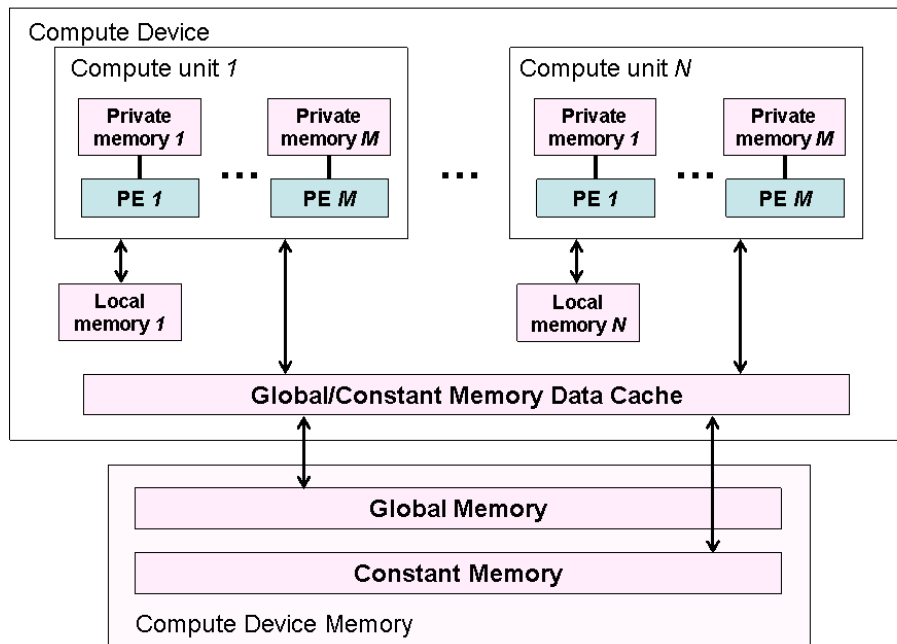 Compute Device
Compute unit 1
Compute unit N
Private
memory 1
Private
memory M
Private
memory 1
Private
memory M
PE 1
PE M
PE 1
PE M
Local
memory 1
Local
memory N
Global/Constant Memory Data Cache
Global Memory
Constant Memory
Compute Device Memory